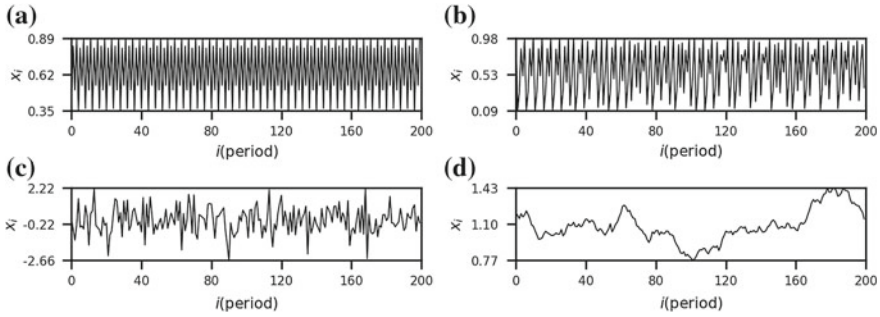 (a)
0.89
0.62
0.35
x_i
0 40 80 120 160 200
i(period)
(b)
0.98
0.53
0.09
x_i
0 40 80 120 160 200
i(period)
(c)
2.22
-0.22
-2.66
x_i
0 40 80 120 160 200
i(period)
(d)
1.43
1.10
0.77
x_i
0 40 80 120 160 200
i(period)